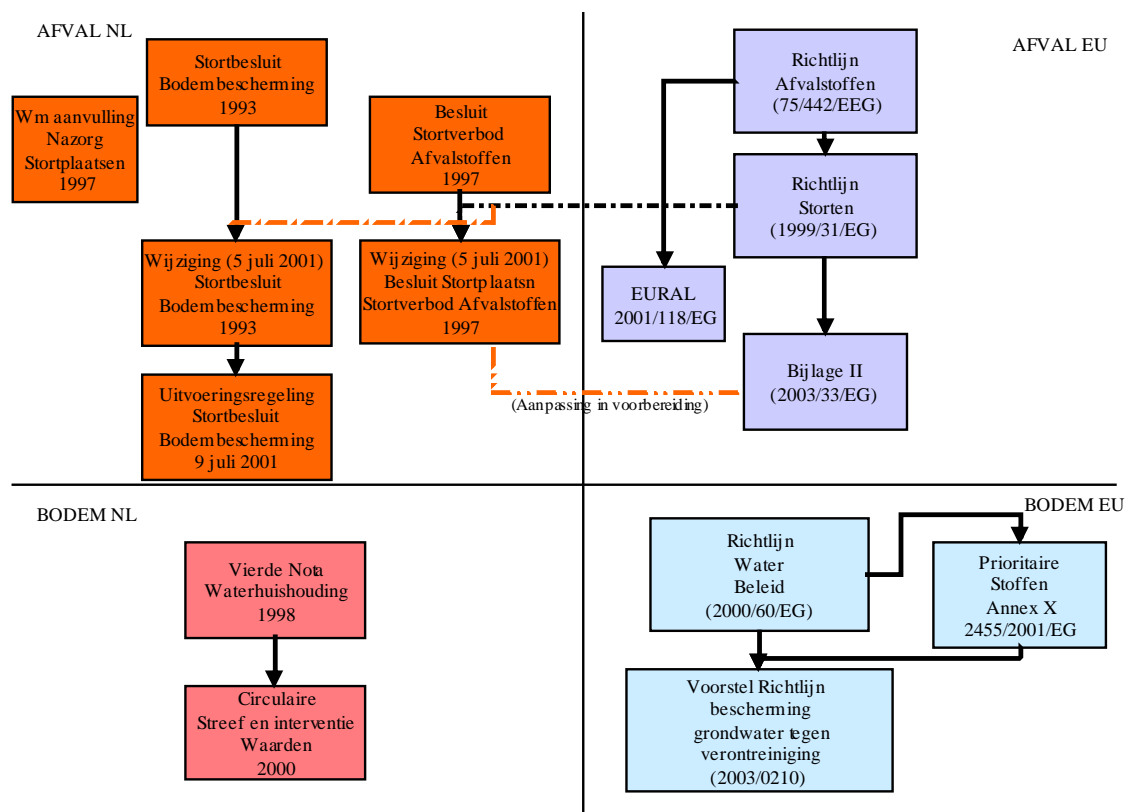 AFVAL NL
Stortbesluit
Bodembescherming
1993
Wm aanvulling
Nazorg
Stortplaatsen
1997
Besluit
Stortverbod
Afvalstoffen
1997
Wijziging (5 juli 2001)
Stortbesluit
Bodembescherming
1993
Wijziging (5 juli 2001)
Besluit Stortplaatsn
Stortverbod Afvalstoffen
1997
Uitvoeringsregeling
Stortbesluit
Bodembescherming
9 juli 2001
(Aanpassing in voorbereiding)
AFVAL EU
Richtlijn
Afvalstoffen
(75/442/EEG)
Richtlijn
Storten
(1999/31/EG)
EURAL
2001/118/EG
Bijlage II
(2003/33/EG)
BODEM NL
Vierde Nota
Waterhuishouding
1998
Circulaire
Streef en interventie
Waarden
2000
BODEM EU
Richtlijn
Water
Beleid
(2000/60/EG)
Prioritaire
Stoffen
Annex X
2455/2001/EG
Voorstel Richtlijn
bescherming
grondwater tegen
verontreiniging
(2003/0210)